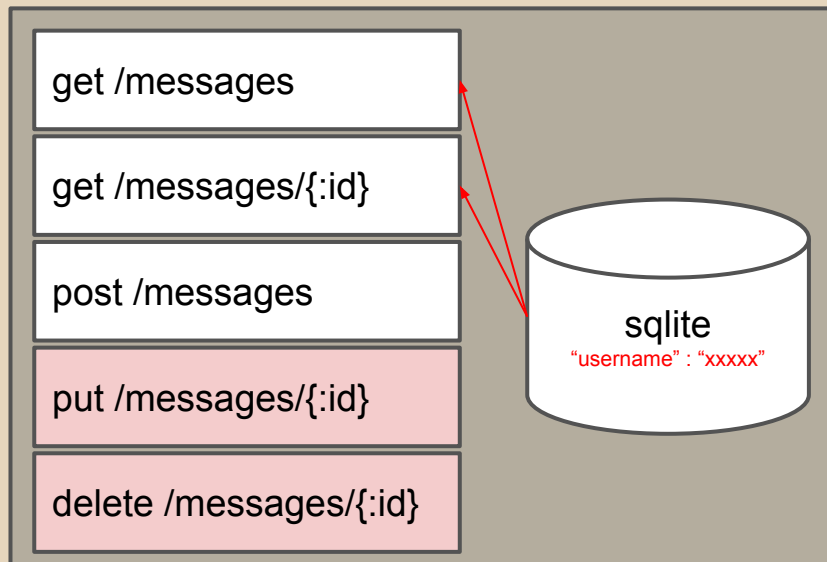 get /messages
get /messages/{:id}
post /messages
put /messages/{:id}
delete /messages/{:id}
sqlite
“username” : “xxxxx”